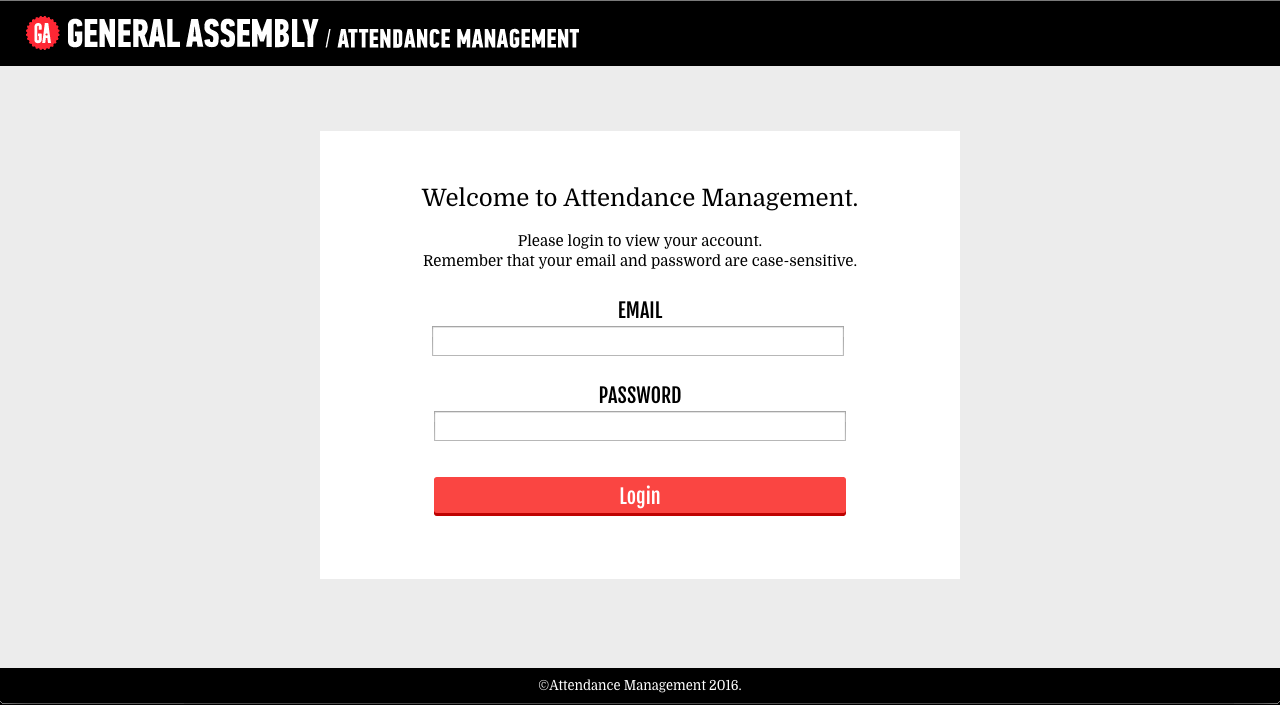 GA GENERAL ASSEMBLY / ATTENDANCE MANAGEMENT
Welcome to Attendance Management.
Please login to view your account.
Remember that your email and password are case-sensitive.
EMAIL
PASSWORD
Login
©Attendance Management 2016.